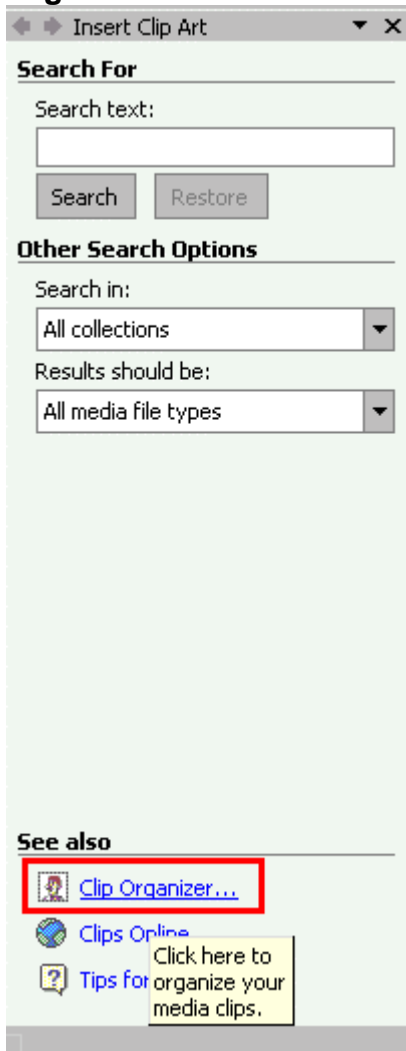 Insert Clip Art
Search For
Search text:
Search
Restore
Other Search Options
Search in:
All collections
Results should be:
All media file types
See also
Clip Organizer...
Clips Online
Tips for
Click here to
organize your
media clips.